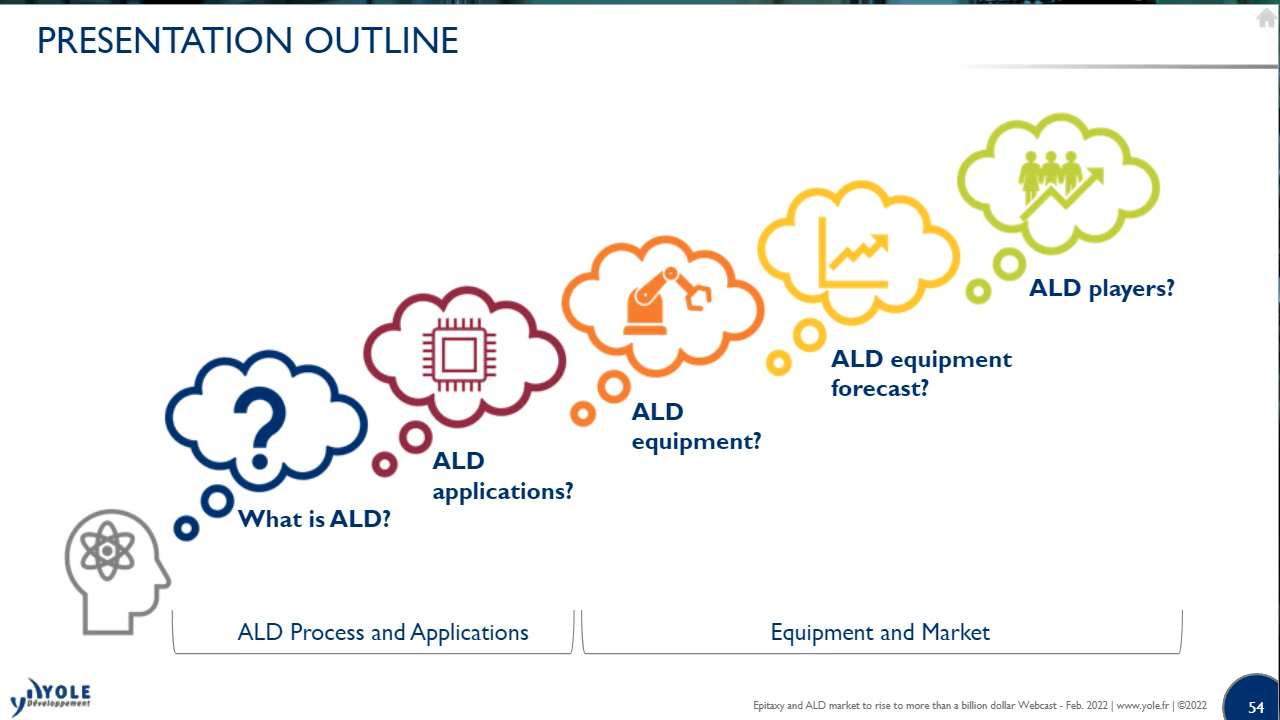 PRESENTATION OUTLINE
ALD players?
ALD equipment
forecast?
ALD
equipment?
ALD
applications?
What is ALD?
ALD Process and Applications
Equipment and Market
YOLE
Développement
Epitaxy and ALD market to rise to more than a billion dollar Webcast - Feb. 2022 | www.yole.fr | ©2022
54